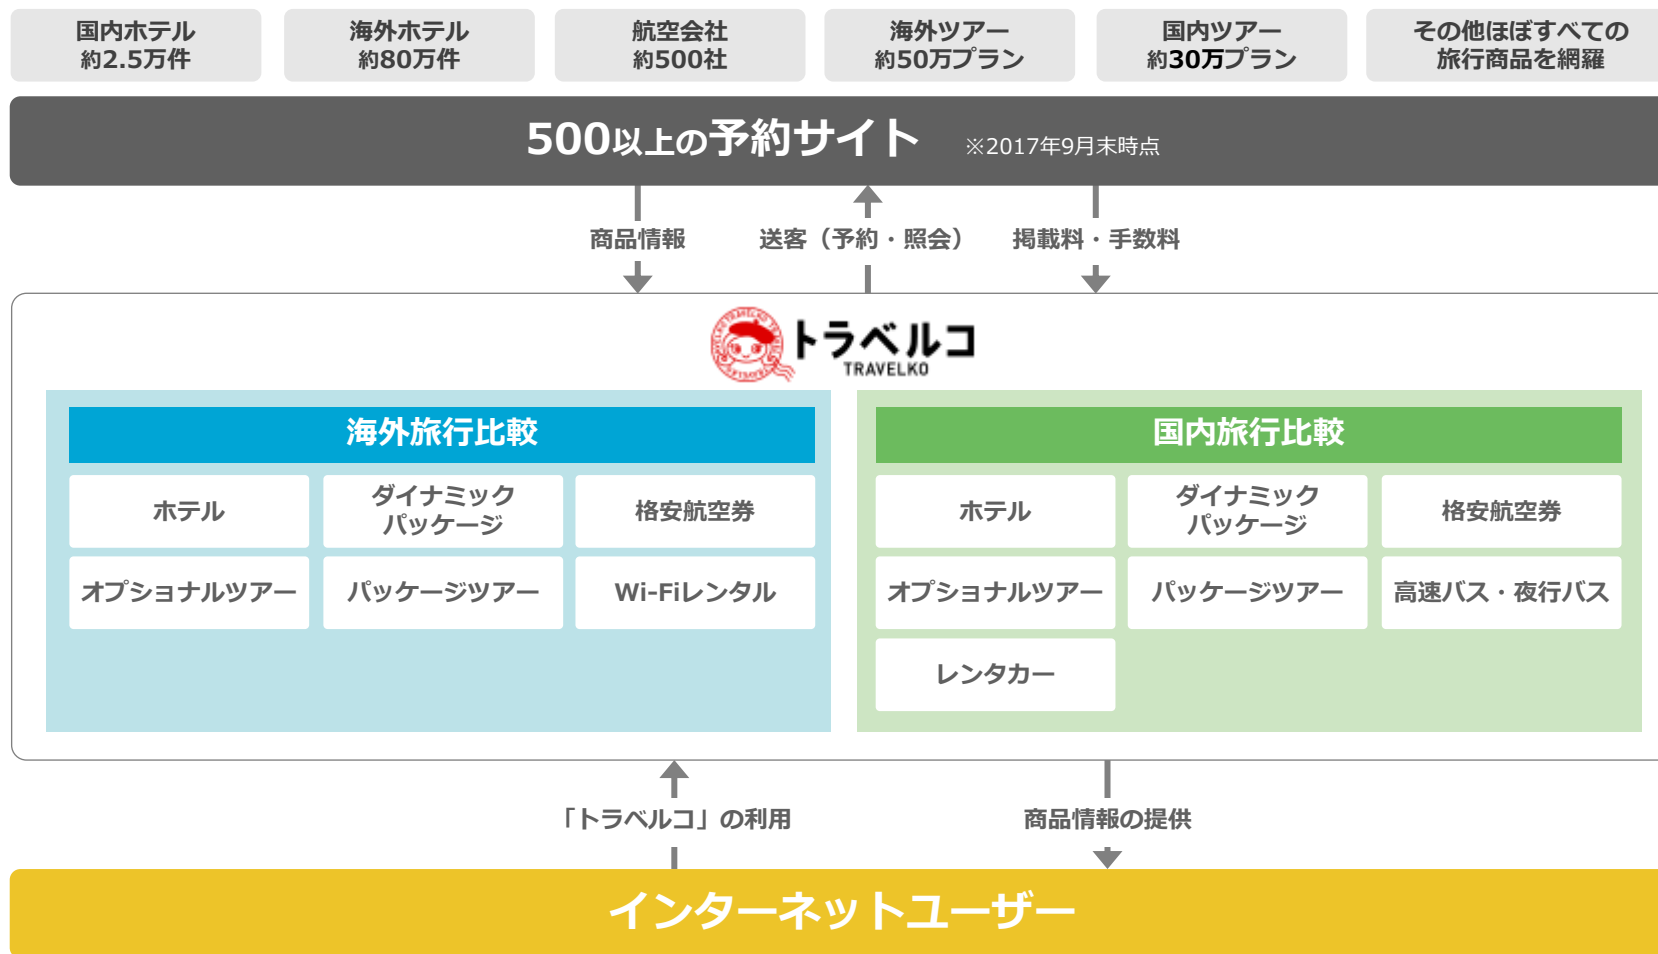 国内ホテル
約2.5万件
海外ホテル
約80万件
航空会社
約500社
海外ツアー
約50万プラン
国内ツアー
約30万プラン
その他ほぼすべての
旅行商品を網羅
500以上の予約サイト ※2017年9月末時点
商品情報
送客（予約・照会）
掲載料・手数料
トラベルコ
TRAVELKO
海外旅行比較
ホテル
ダイナミック
パッケージ
格安航空券
オプショナルツアー
パッケージツアー
Wi-Fiレンタル
国内旅行比較
ホテル
ダイナミック
パッケージ
格安航空券
オプショナルツアー
パッケージツアー
高速バス・夜行バス
レンタカー
「トラベルコ」の利用
商品情報の提供
インターネットユーザー